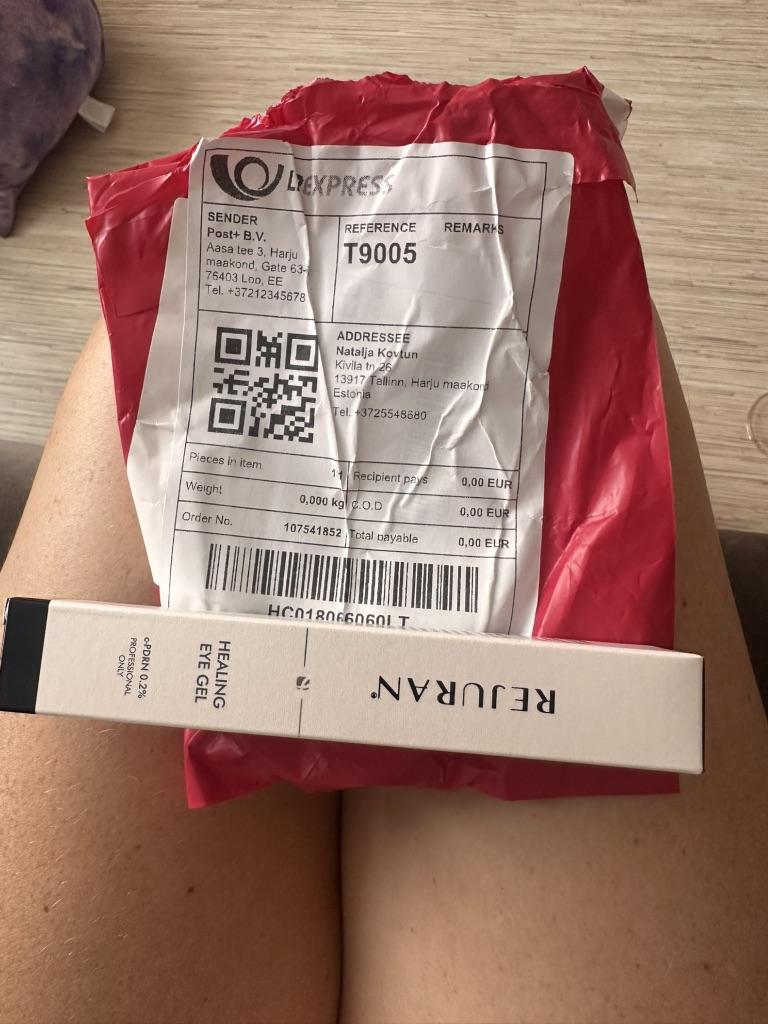 LPEXPRESS
SENDER
Post+ B.V.
Aasa tee 3, Harju
maakond, Gate 63-
75403 Loo, EE
Tel. +37212345678
REFERENCE REMARKS
T9005
ADDRESSEE
Natalja Kovtun
Kivila tn 26
13917 Tallinn, Harju maakond
Estonia
Tel. +3725548680
Pieces in item
Recipient pays 0,00 EUR
Weight 0,000 kg
C.O.D 0,00 EUR
Order No. 107541852
Total payable 0,00 EUR
HC018066060LT
REJURAN®
HEALING
EYE GEL
c-PDRN 0.2%
PROFESSIONAL
ONLY